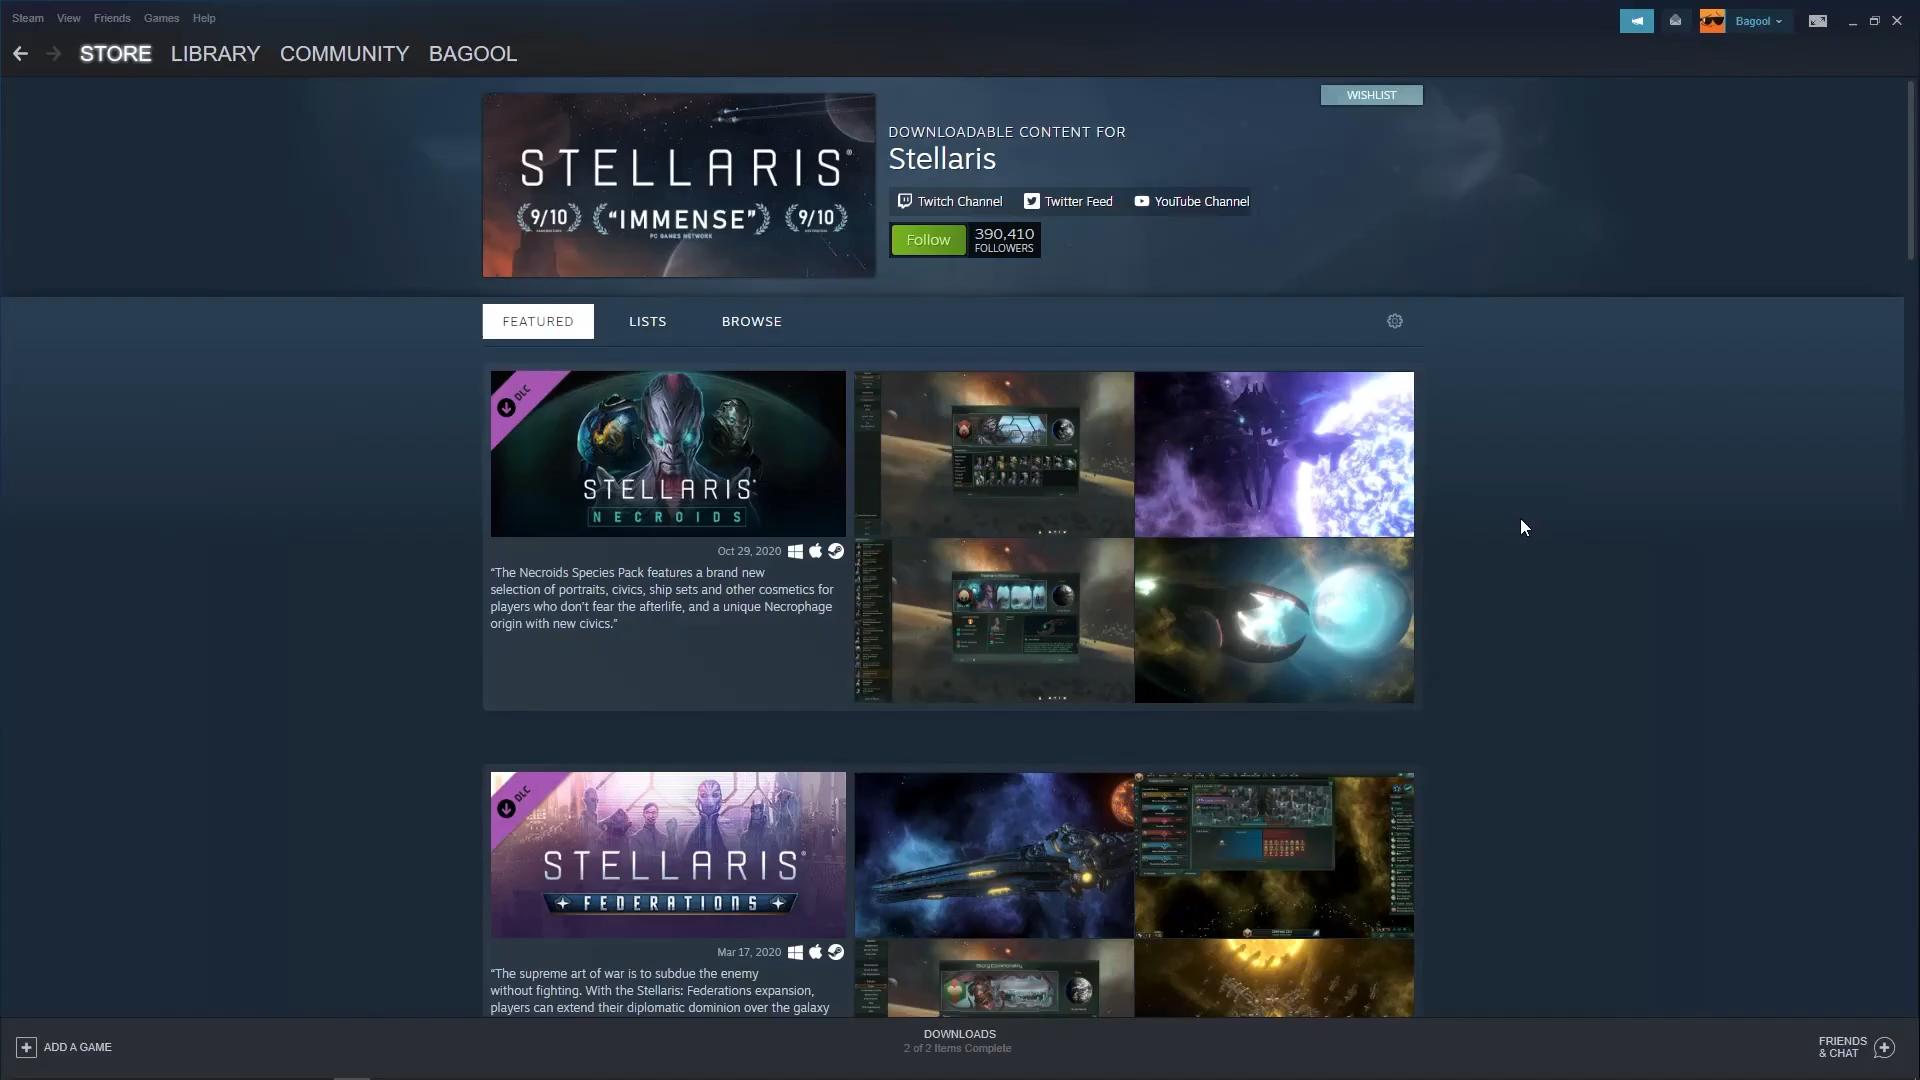 Steam View Friends Games Help
Bagool
STORE LIBRARY COMMUNITY BAGOOL
WISHLIST
STELLARIS®
9/10 “IMMENSE” 9/10
PC GAMES NETWORK
DOWNLOADABLE CONTENT FOR
Stellaris
Twitch Channel Twitter Feed YouTube Channel
Follow 390,410
FOLLOWERS
FEATURED LISTS BROWSE
DLC
STELLARIS
NECROIDS
Oct 29, 2020
“The Necroids Species Pack features a brand new
selection of portraits, civics, ship sets and other cosmetics for
players who don’t fear the afterlife, and a unique Necrophage
origin with new civics.”
DLC
STELLARIS®
FEDERATIONS
Mar 17, 2020
“The supreme art of war is to subdue the enemy
without fighting. With the Stellaris: Federations expansion,
players can extend their diplomatic dominion over the galaxy
ADD A GAME
DOWNLOADS
2 of 2 Items Complete
FRIENDS
& CHAT